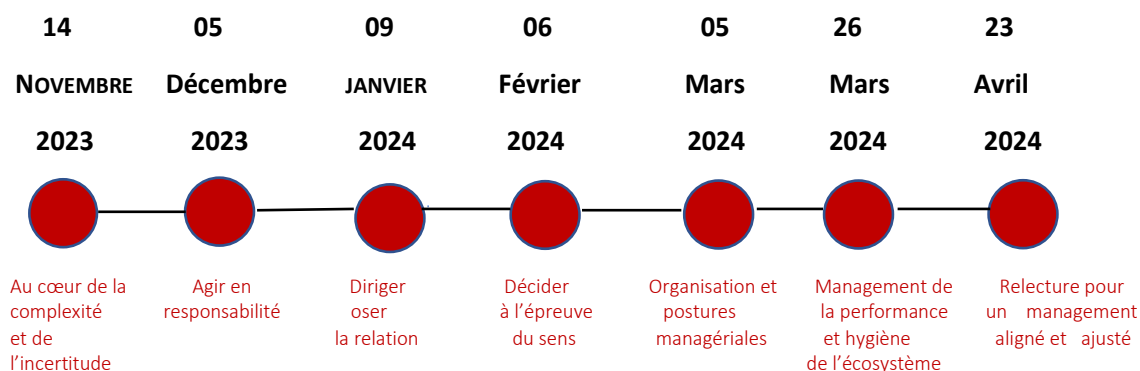 14
NOVEMBRE
2023
05
Décembre
2023
09
JANVIER
2024
06
Février
2024
05
Mars
2024
26
Mars
2024
23
Avril
2024
Au cœur de la
complexité
et de
l’incertitude
Agir en
responsabilité
Diriger
oser
la relation
Décider
à l’épreuve
du sens
Organisation et
postures
managériales
Management de
la performance
et hygiène
de l’écosystème
Relecture pour
un management
aligné et ajusté